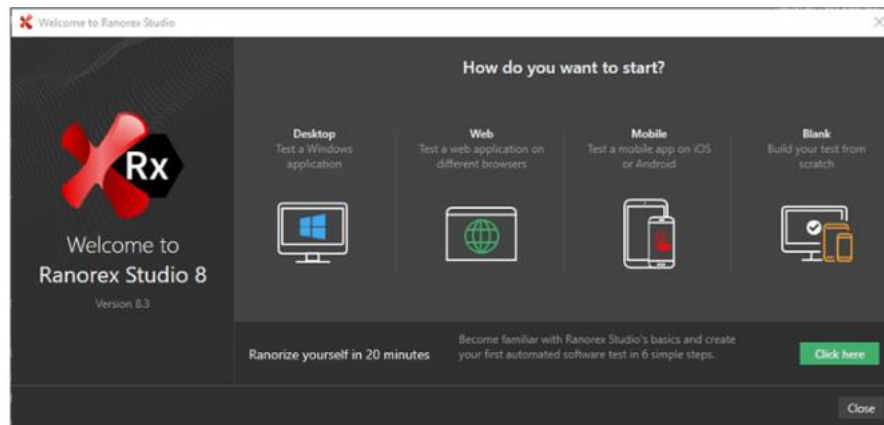 Welcome to Ranorex Studio
How do you want to start?
Desktop
Test a Windows
application
Web
Test a web application on
different browsers
Mobile
Test a mobile app on iOS
or Android
Blank
Build your test from
scratch
Rx
Welcome to
Ranorex Studio 8
Version 8.3
Ranorize yourself in 20 minutes
Become familiar with Ranorex Studio's basics and create
your first automated software test in 6 simple steps.
Click here
Close